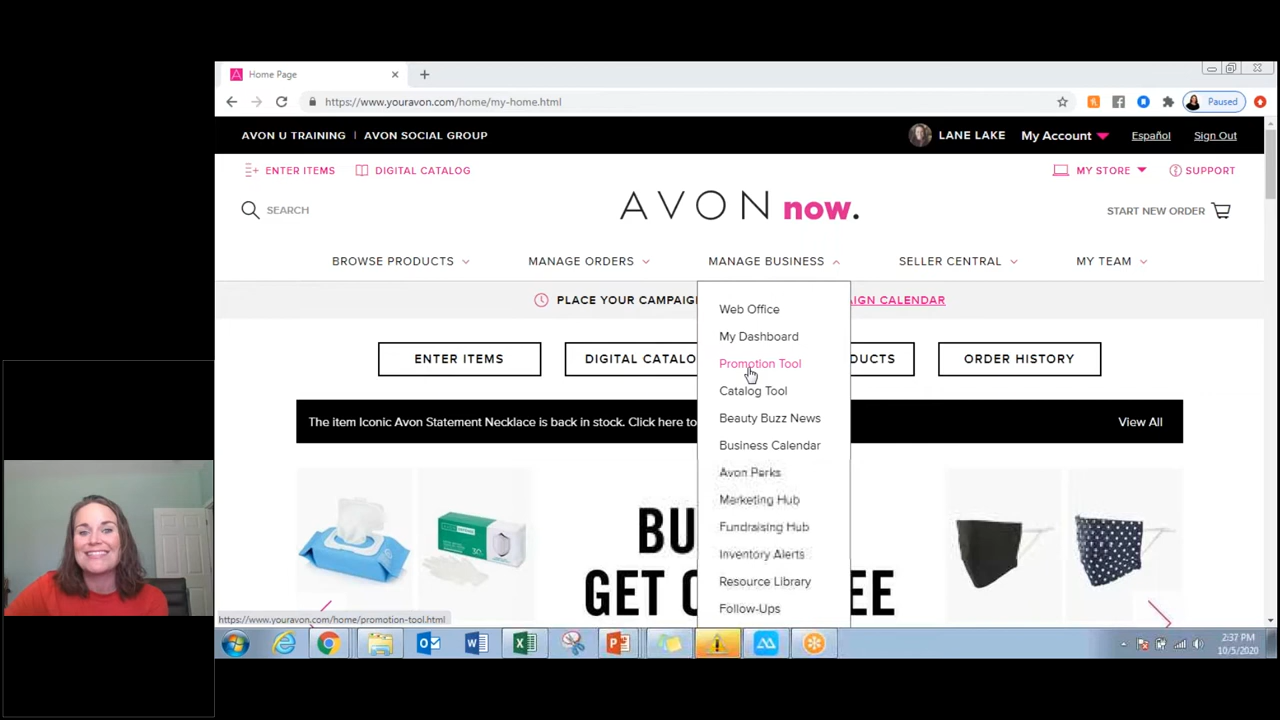 Home Page
https://www.youravon.com/home/my-home.html
Paused
AVON U TRAINING | AVON SOCIAL GROUP
LANE LAKE
My Account
Español
Sign Out
ENTER ITEMS
DIGITAL CATALOG
MY STORE
SUPPORT
SEARCH
AVON now.
START NEW ORDER
BROWSE PRODUCTS
MANAGE ORDERS
MANAGE BUSINESS
SELLER CENTRAL
MY TEAM
PLACE YOUR CAMPAI
AIGN CALENDAR
Web Office
My Dashboard
Promotion Tool
Catalog Tool
Beauty Buzz News
Business Calendar
Avon Perks
Marketing Hub
Fundraising Hub
Inventory Alerts
Resource Library
Follow-Ups
ENTER ITEMS
DIGITAL CATALO
DUCTS
ORDER HISTORY
The item Iconic Avon Statement Necklace is back in stock. Click here to
View All
BU
GET
EE
https://www.youravon.com/home/promotion-tool.html
2:37 PM
10/5/2020